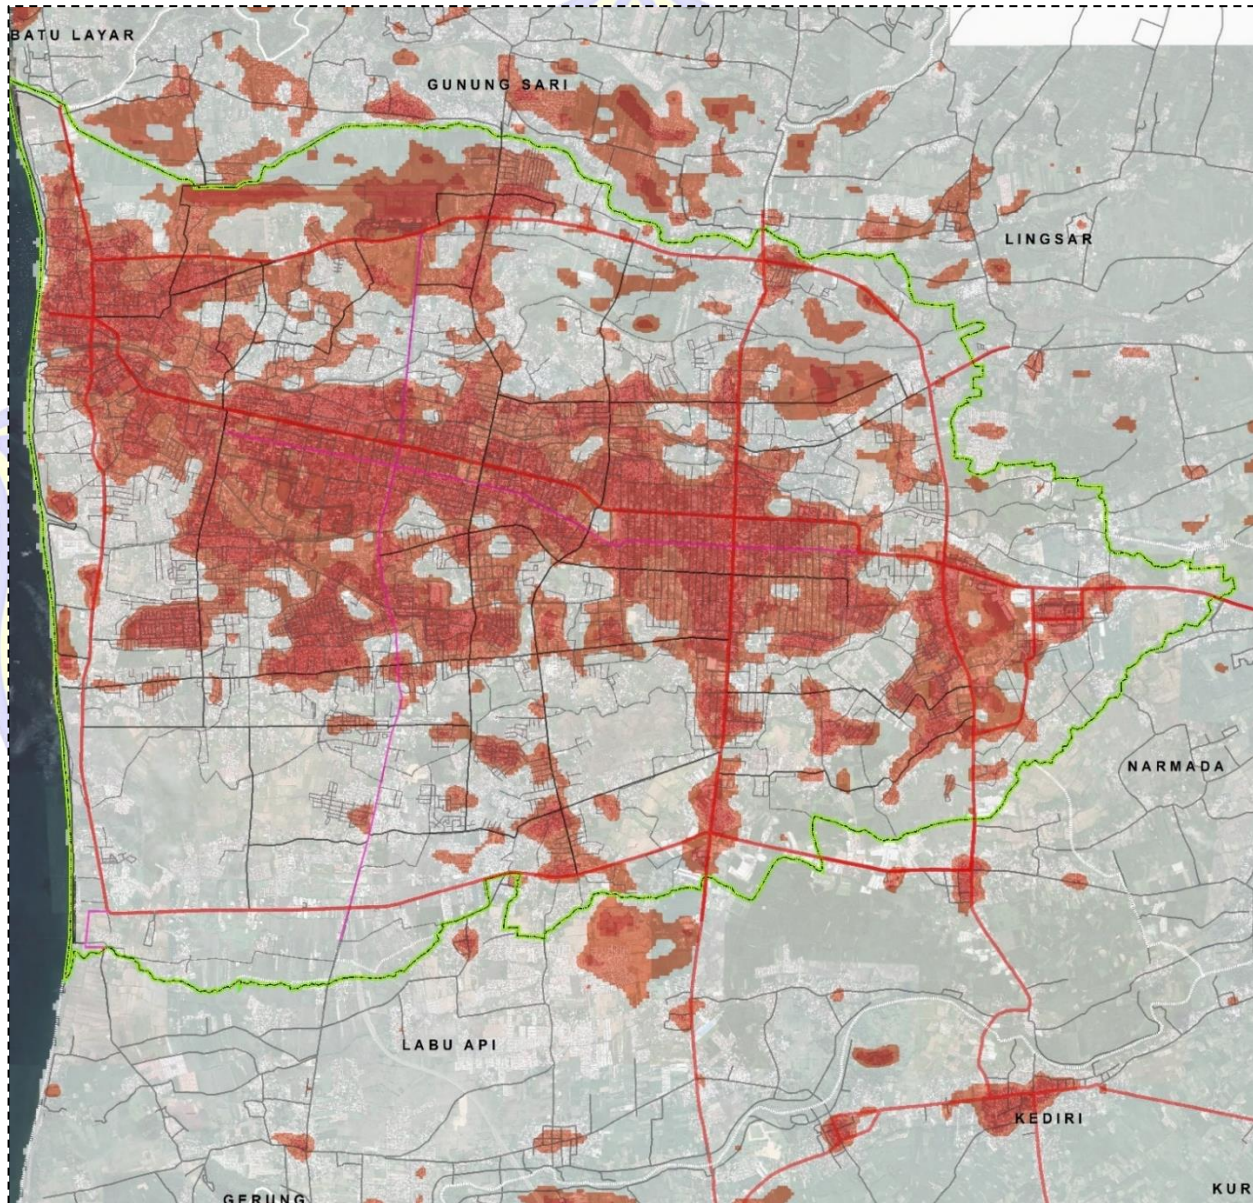 BATU LAYAR
GUNUNG SARI
LINGSAR
NARMADA
LABU API
KEDIRI
KUR
GERUNG